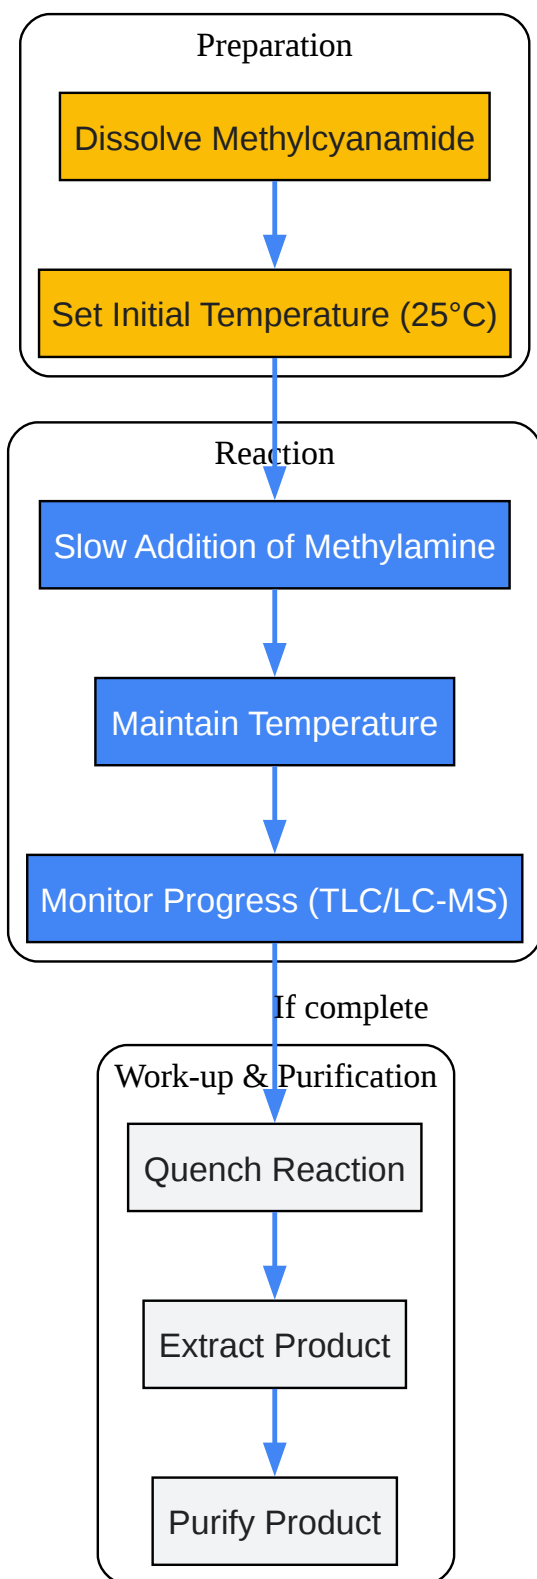 Preparation
Dissolve Methylcyanamide
Set Initial Temperature (25°C)
Reaction
Slow Addition of Methylamine
Maintain Temperature
Monitor Progress (TLC/LC-MS)
If complete
Work-up & Purification
Quench Reaction
Extract Product
Purify Product